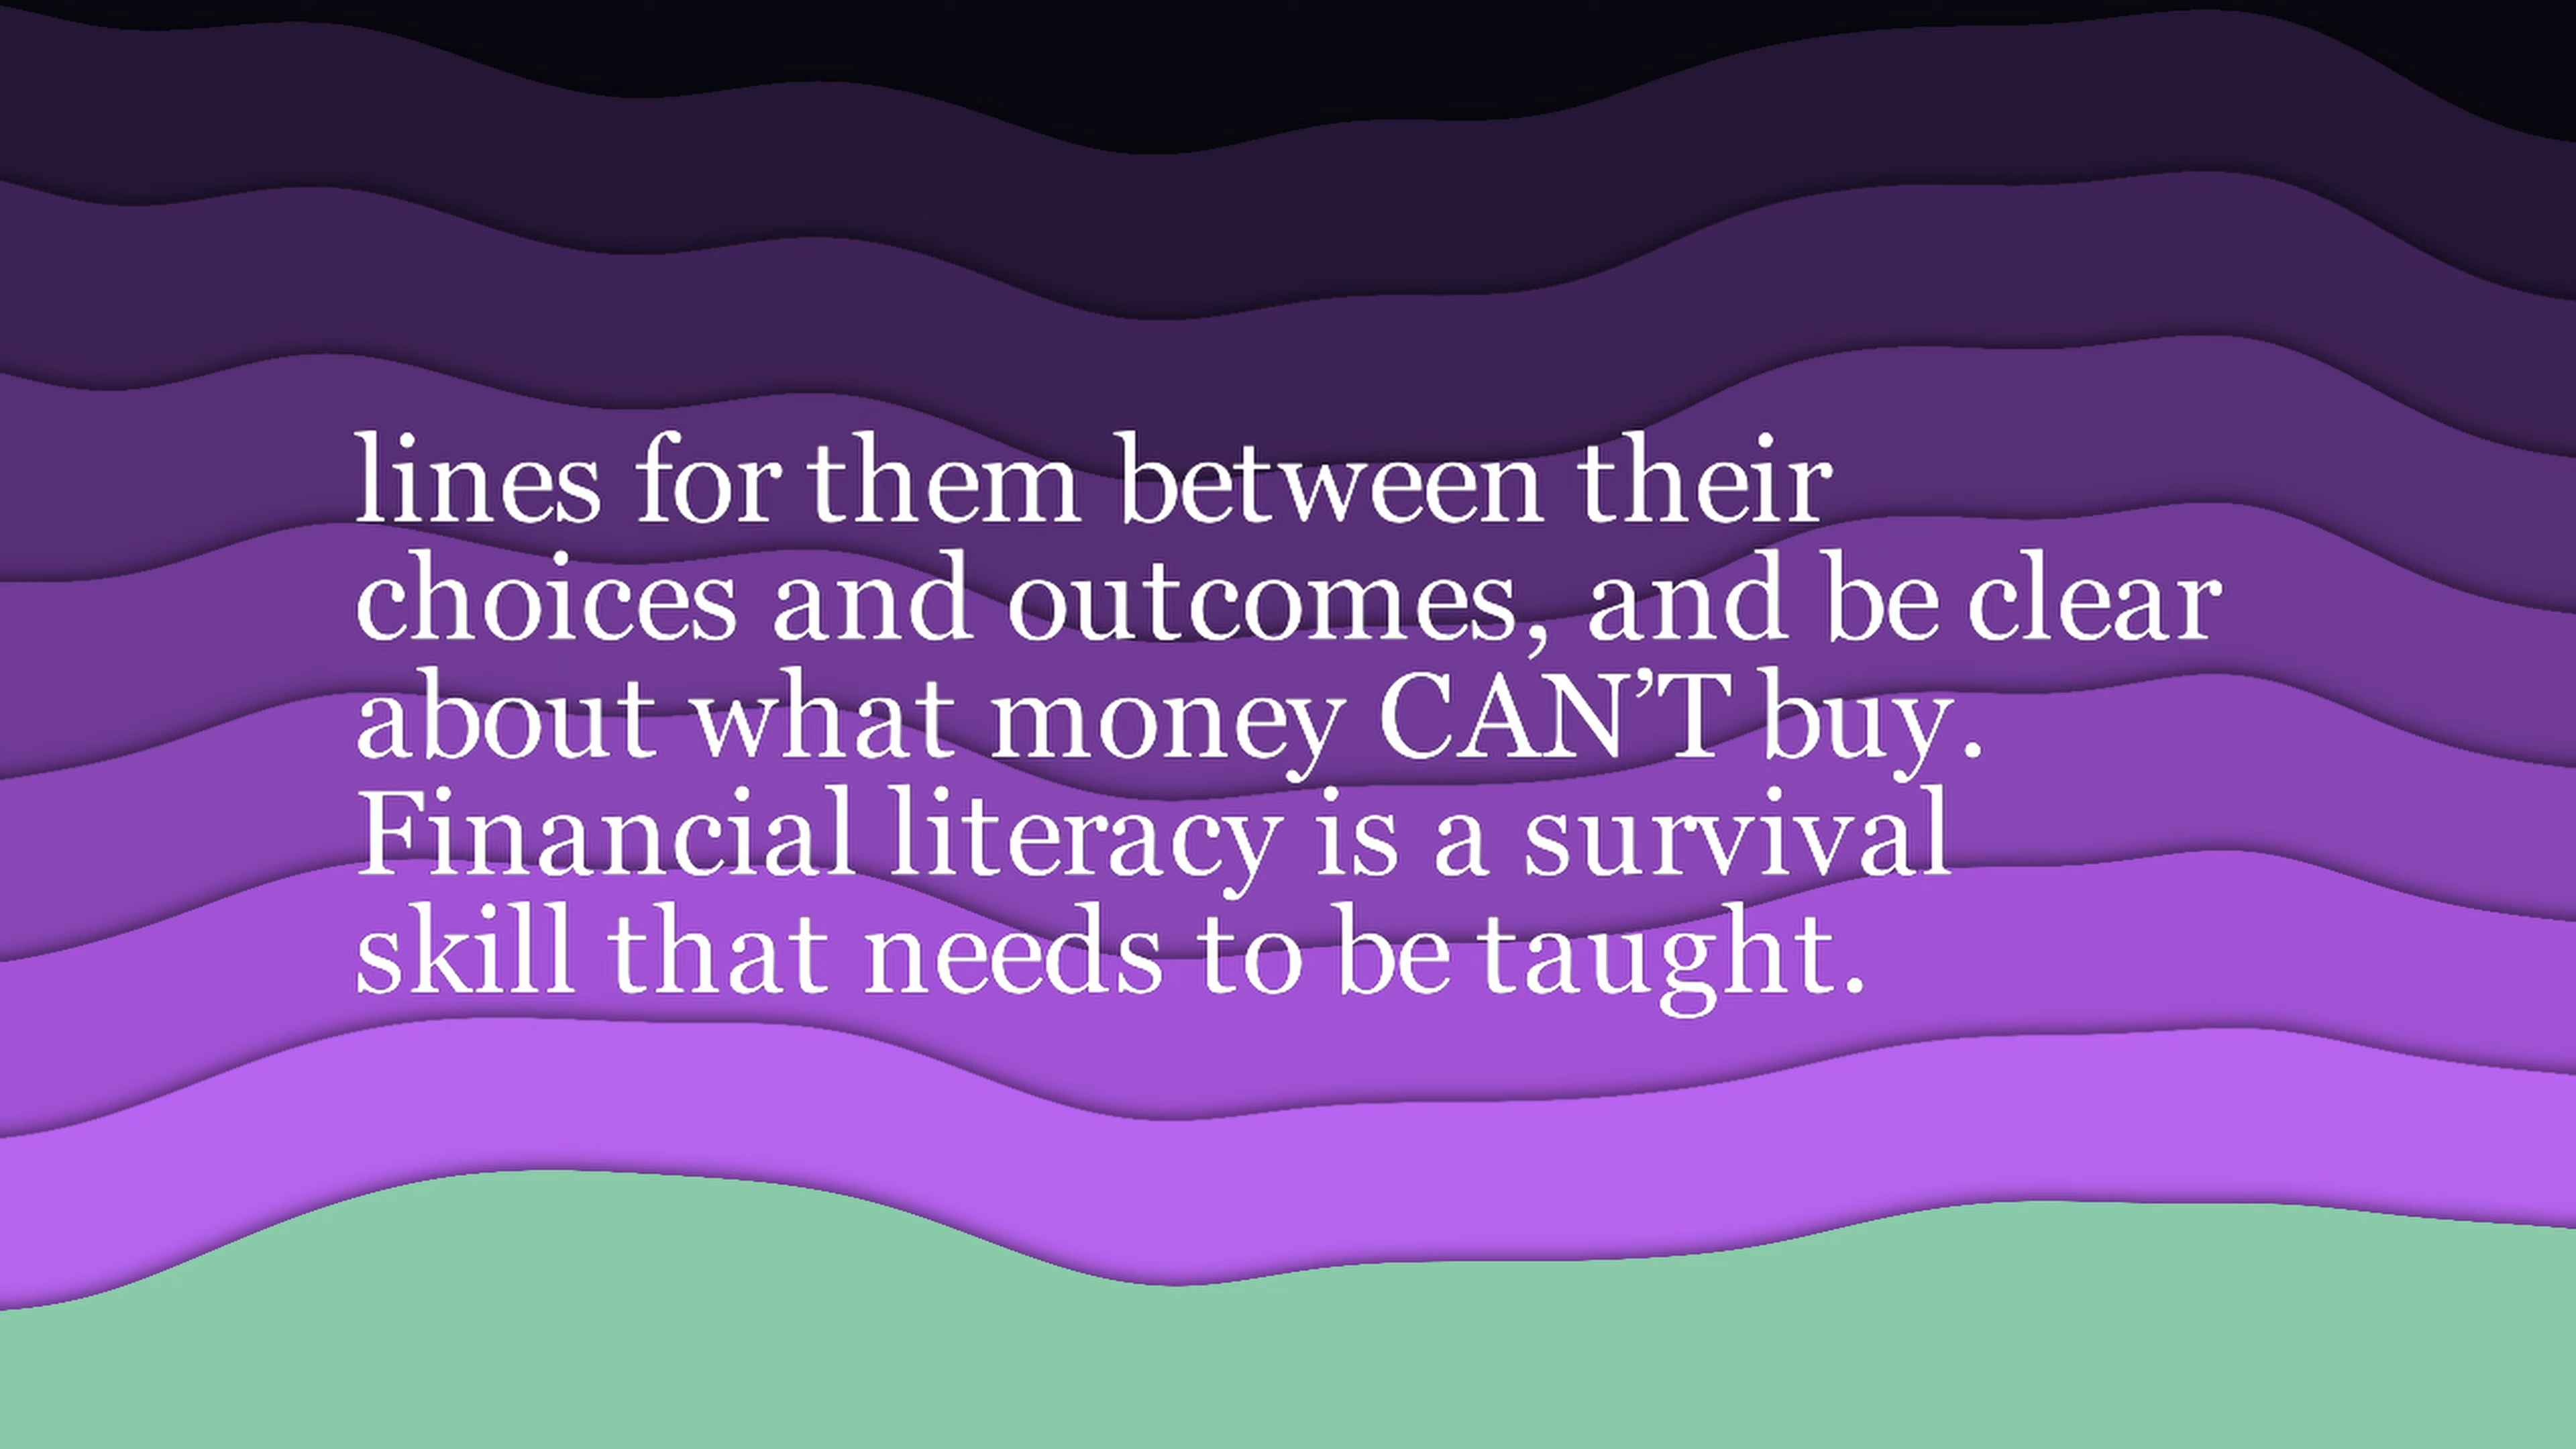 lines for them between their
choices and outcomes, and be clear
about what money CAN’T buy.
Financial literacy is a survival
skill that needs to be taught.